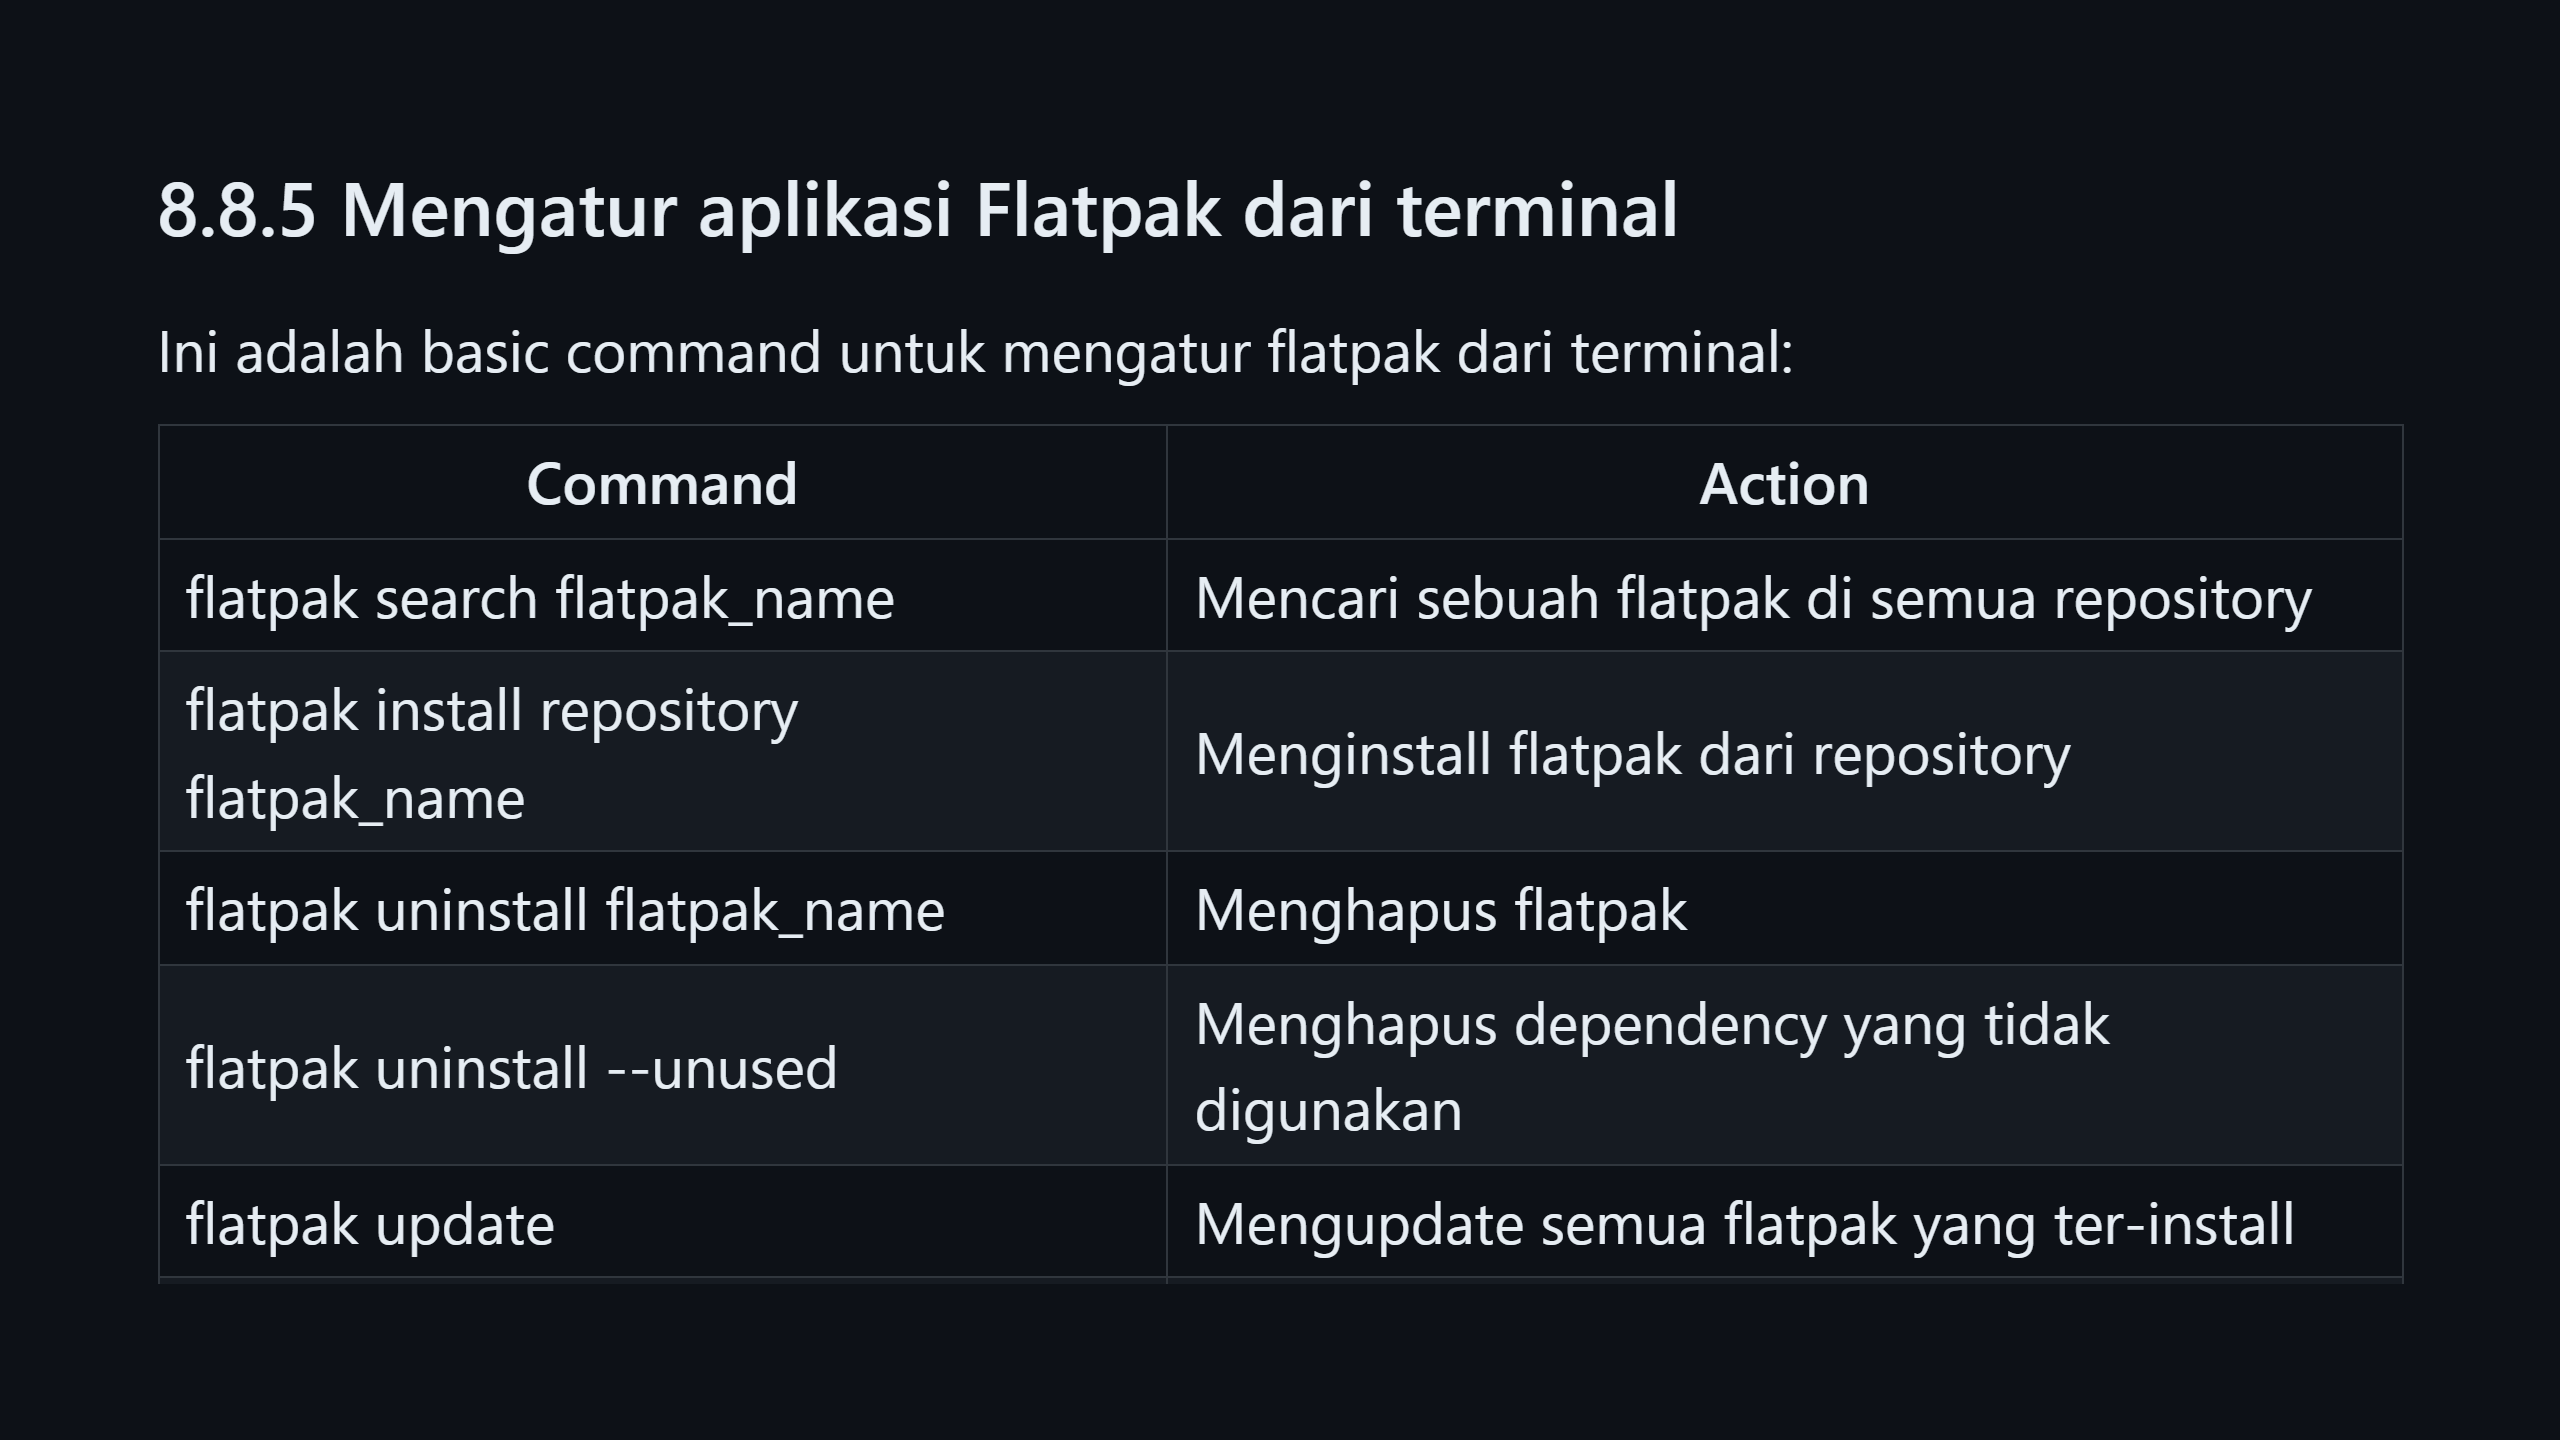 8.8.5 Mengatur aplikasi Flatpak dari terminal
Ini adalah basic command untuk mengatur flatpak dari terminal:
Command
Action
flatpak search flatpak_name
Mencari sebuah flatpak di semua repository
flatpak install repository
flatpak_name
Menginstall flatpak dari repository
flatpak uninstall flatpak_name
Menghapus flatpak
flatpak uninstall --unused
Menghapus dependency yang tidak
digunakan
flatpak update
Mengupdate semua flatpak yang ter-install